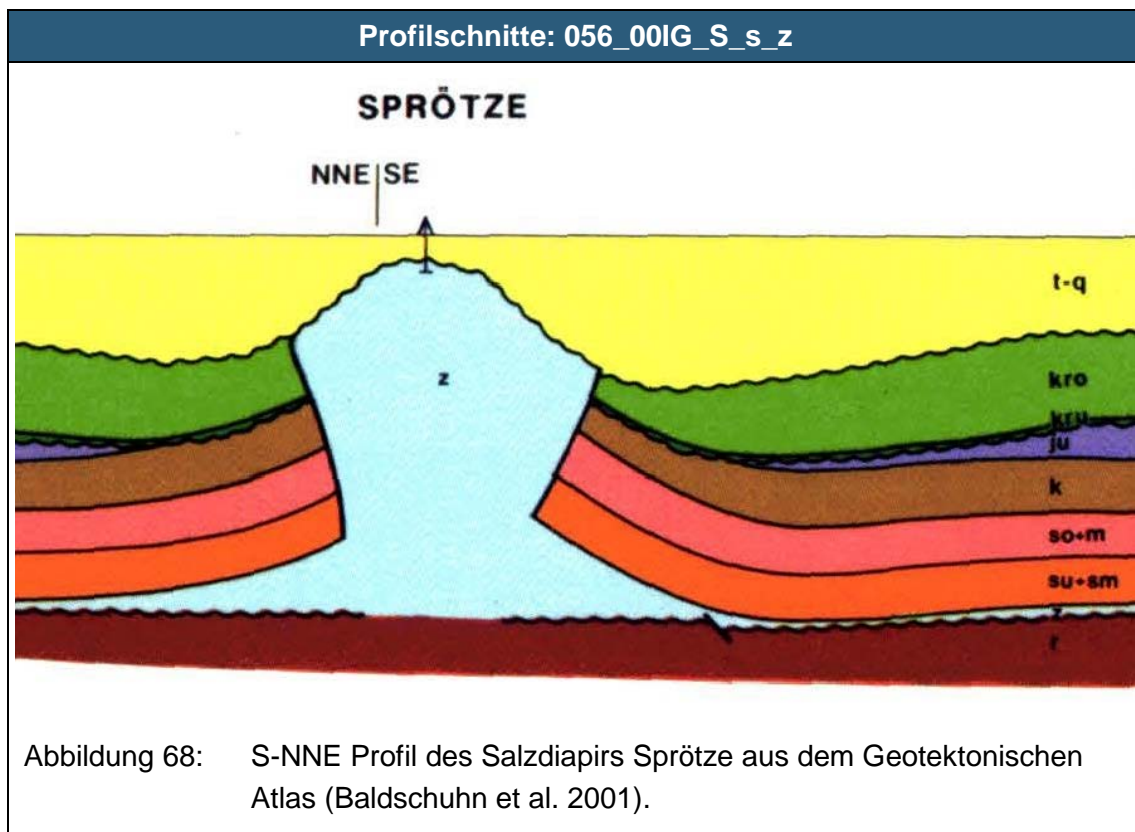 Profilschnitte: 056_00IG_S_s_z
SPRÖTZE
NNE|SE
t-q
z
kro
kru
ju
k
so+m
su+sm
z
r
Abbildung 68: S-NNE Profil des Salzdiapirs Sprötze aus dem Geotektonischen
Atlas (Baldschuhn et al. 2001).